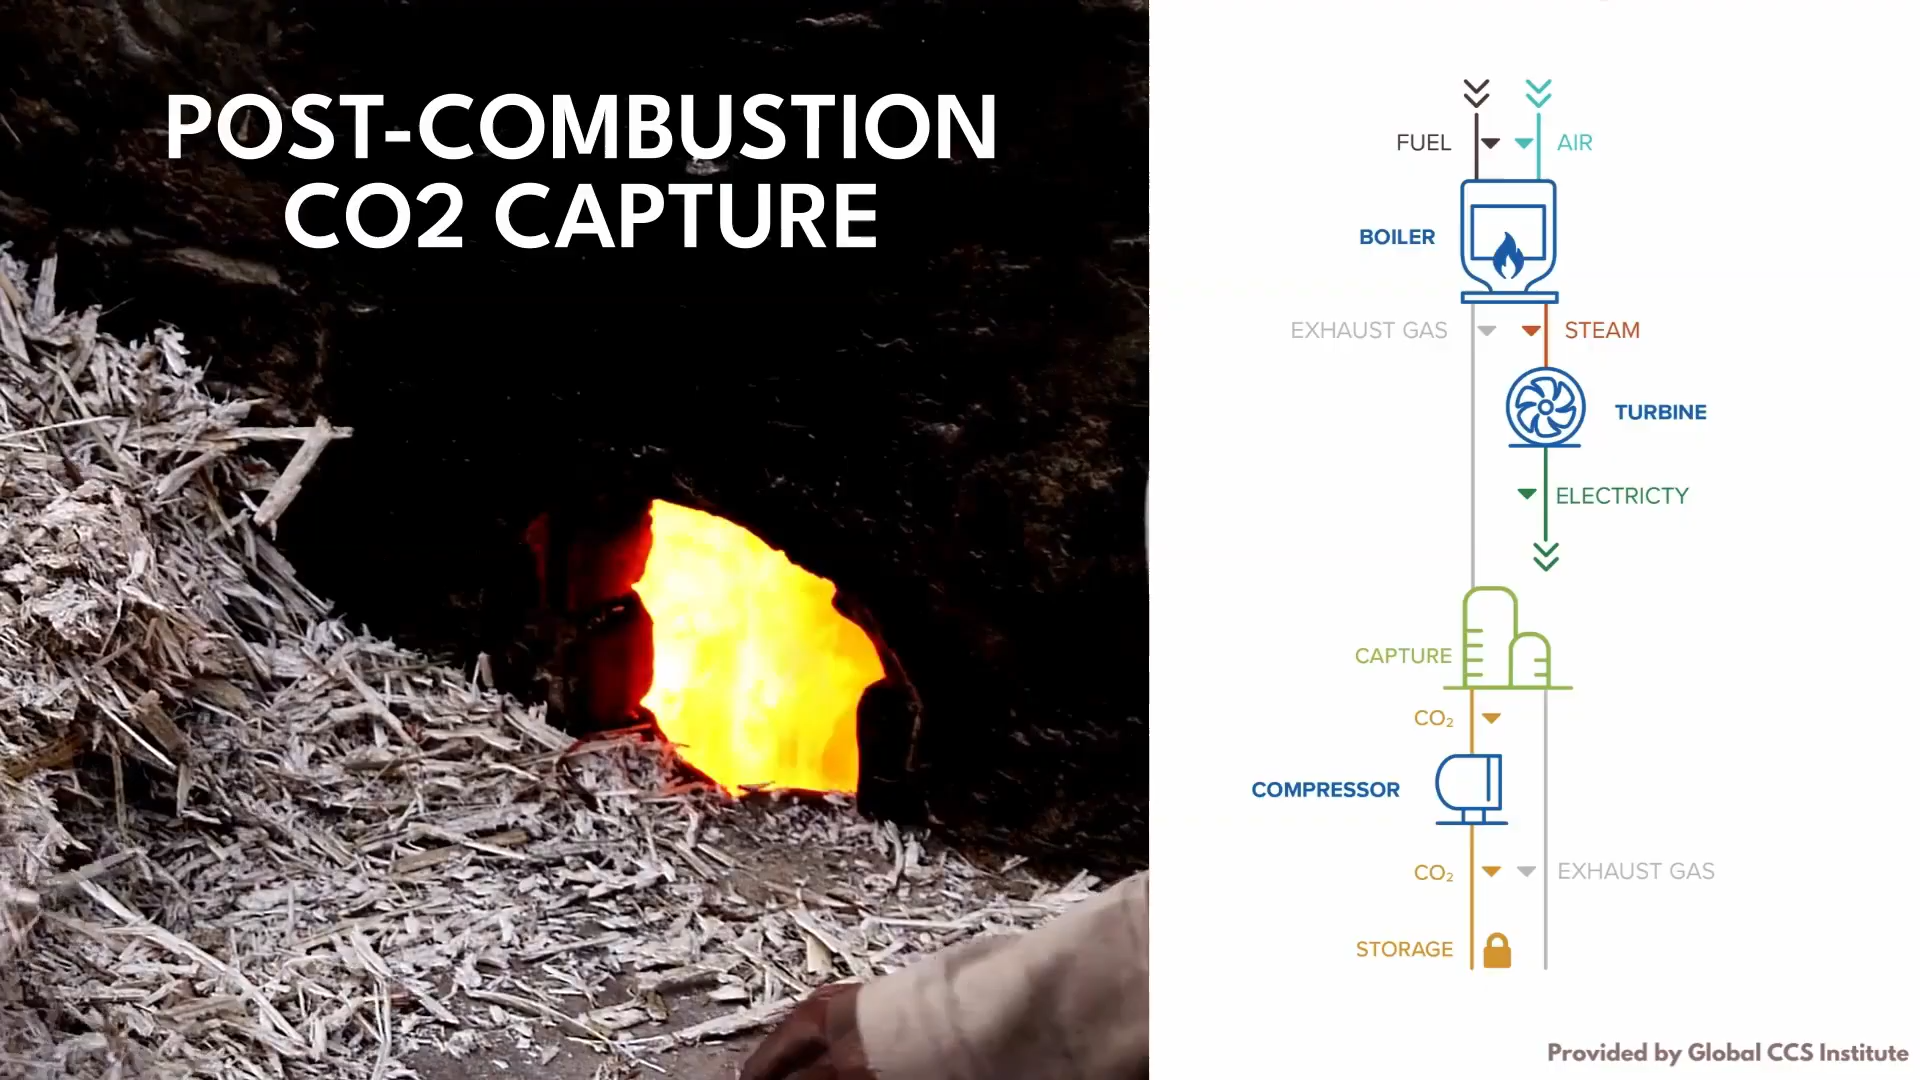 POST-COMBUSTION
CO2 CAPTURE
FUEL
AIR
BOILER
EXHAUST GAS
STEAM
TURBINE
ELECTRICTY
CAPTURE
CO₂
COMPRESSOR
CO₂
EXHAUST GAS
STORAGE
Provided by Global CCS Institute